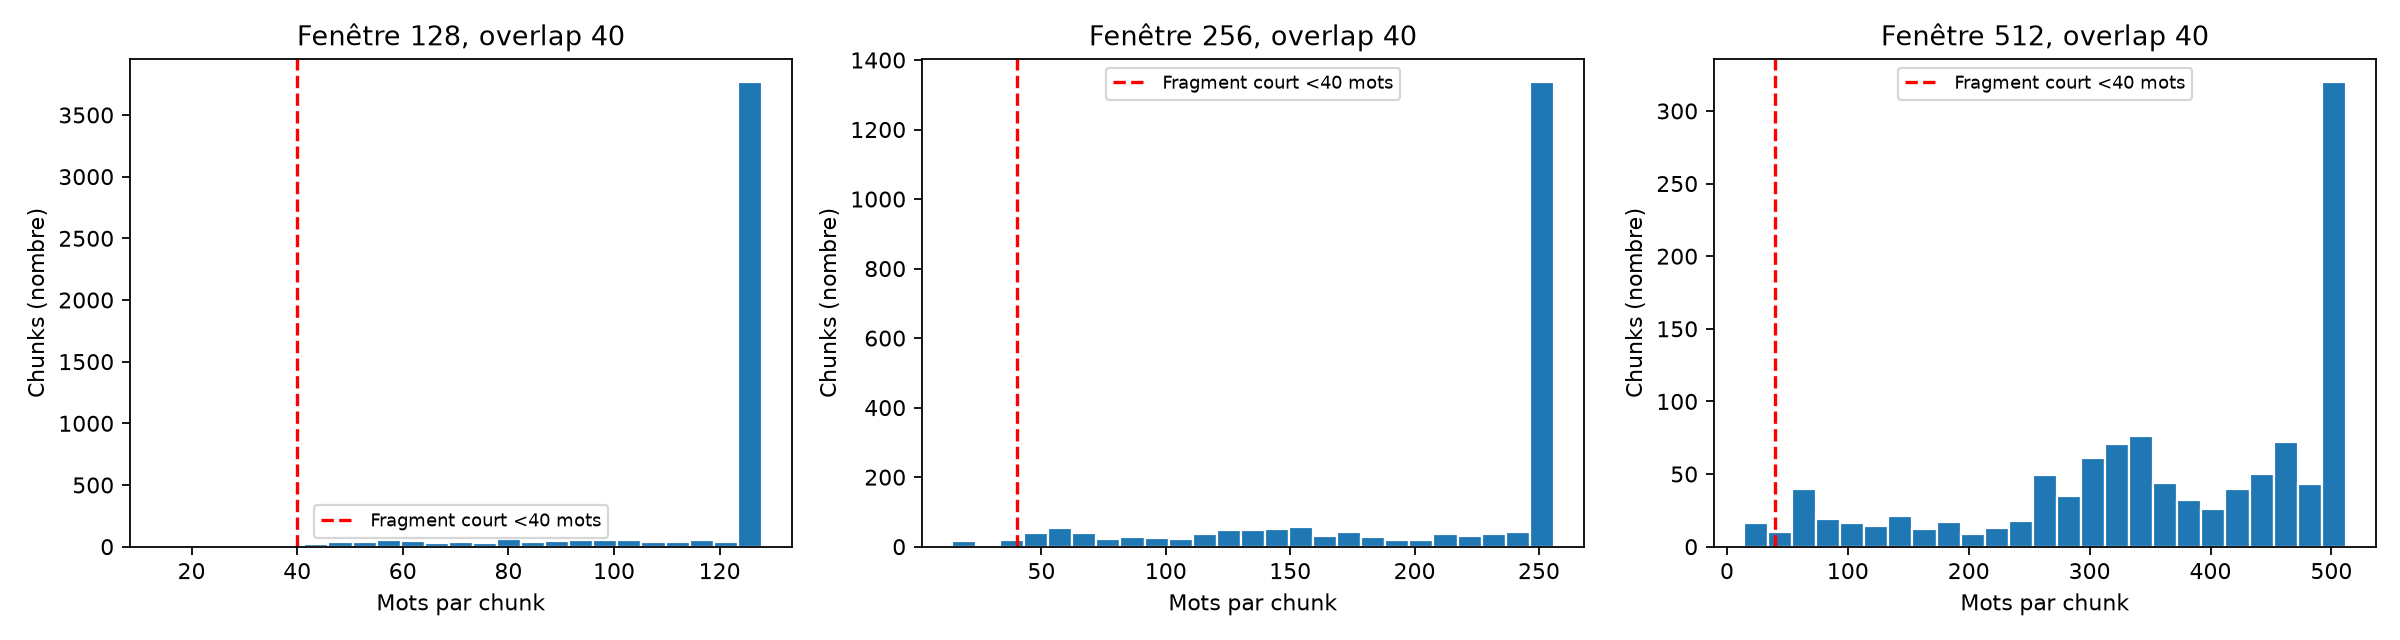 Fenêtre 128, overlap 40
Chunks (nombre)
3500
3000
2500
2000
1500
1000
500
0
Fragment court <40 mots
20 40 60 80 100 120
Mots par chunk
Fenêtre 256, overlap 40
Chunks (nombre)
1400
1200
1000
800
600
400
200
0
Fragment court <40 mots
50 100 150 200 250
Mots par chunk
Fenêtre 512, overlap 40
Chunks (nombre)
300
250
200
150
100
50
0
Fragment court <40 mots
0 100 200 300 400 500
Mots par chunk